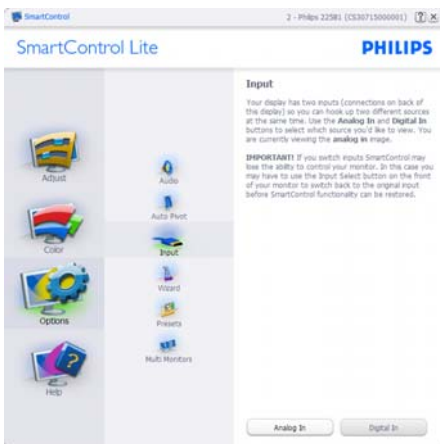 SmartControl
2 - Philips 225B1 (CS30715000001)
SmartControl Lite
PHILIPS
Adjust
Color
Options
Help
Audio
Auto Pivot
Input
Wizard
Presets
Multi Monitors
Input
Your display has two inputs (connections on back of
this display) so you can hook up two different sources
at the same time. Use the Analog In and Digital In
buttons to select which source you'd like to view. You
are currently viewing the analog in image.
IMPORTANT! If you switch inputs SmartControl may
lose the ability to control your monitor. In this case you
may have to use the Input Select button on the front
of your monitor to switch back to the original input
before SmartControl functionality can be restored.
Analog In
Digital In